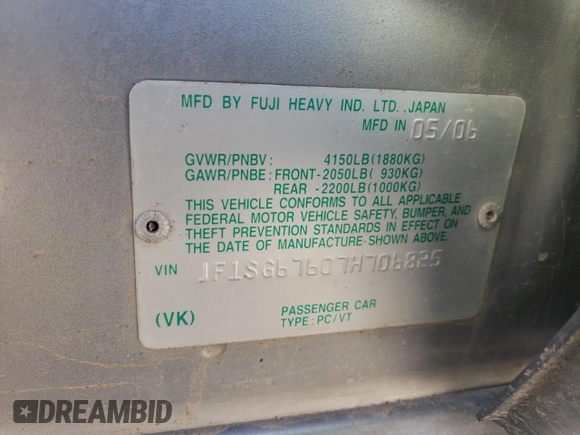 MFD BY FUJI HEAVY IND. LTD.,JAPAN
MFD IN 05/06
GVWR/PNBV: 4150LB(1880KG)
GAWR/PNBE: FRONT-2050LB( 930KG)
REAR -2200LB(1000KG)
THIS VEHICLE CONFORMS TO ALL APPLICABLE
FEDERAL MOTOR VEHICLE SAFETY, BUMPER, AND
THEFT PREVENTION STANDARDS IN EFFECT ON
THE DATE OF MANUFACTURE SHOWN ABOVE.
VIN JF1SG67607H706825
(VK) PASSENGER CAR
TYPE: PC/VT
DREAMBID